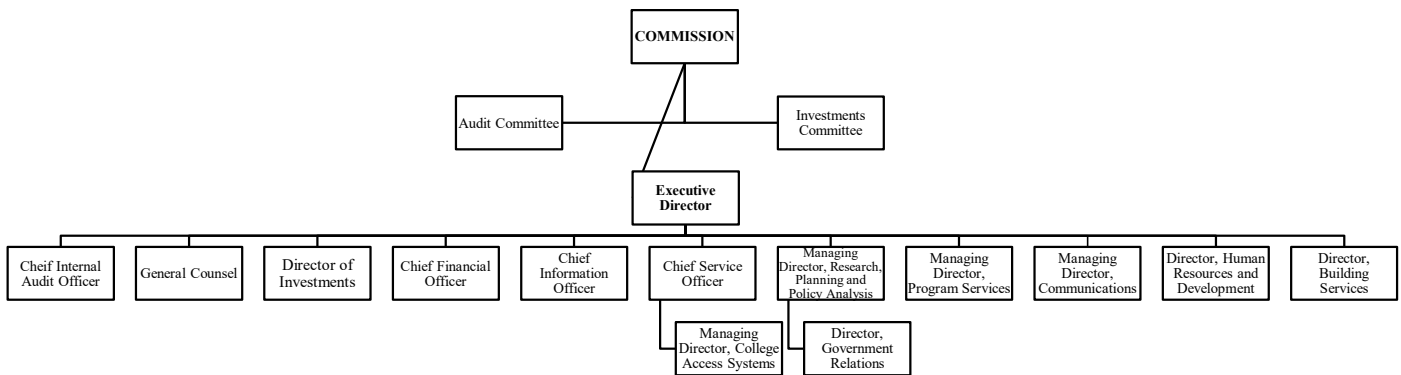 COMMISSION
Audit Committee
Investments
Committee
Executive
Director
Cheif Internal
Audit Officer
General Counsel
Director of
Investments
Chief Financial
Officer
Chief
Information
Officer
Chief Service
Officer
Managing
Director, Research,
Planning and
Policy Analysis
Managing
Director,
Program Services
Managing
Director,
Communications
Director, Human
Resources and
Development
Director,
Building
Services
Managing
Director, College
Access Systems
Director,
Government
Relations